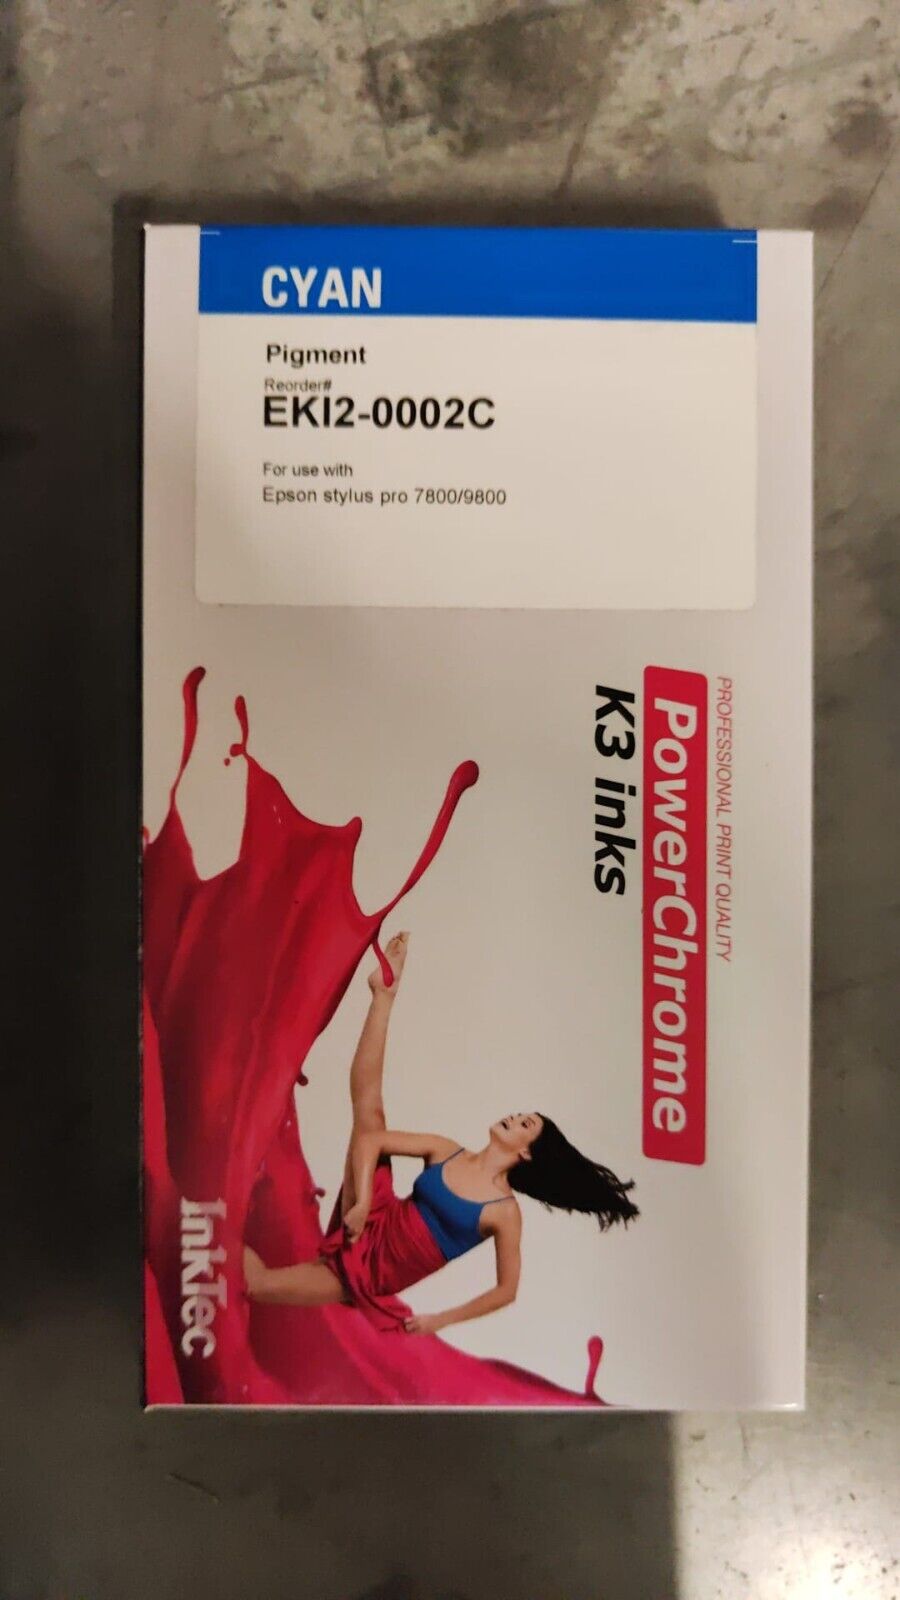 CYAN
Pigment
Reorder#
EKI2-0002C
For use with
Epson stylus pro 7800/9800
PROFESSIONAL PRINT QUALITY
PowerChrome
K3 inks
InkTec